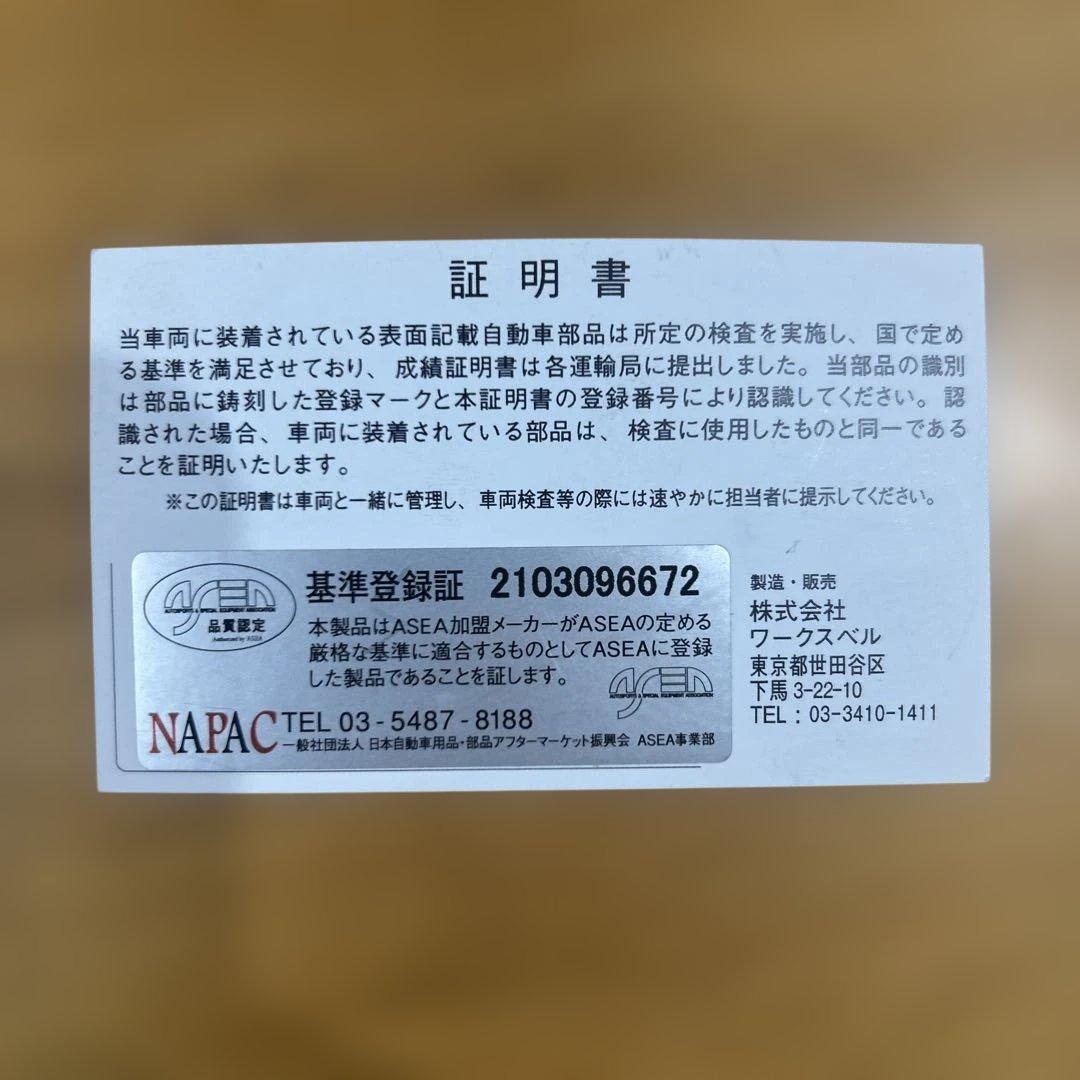 証明書
当車両に装着されている表面記載自動車部品は所定の検査を実施し、国で定め
る基準を満足させており、成績証明書は各運輸局に提出しました。当部品の識別
は部品に鋳刻した登録マークと本証明書の登録番号により認識してください。認
識された場合、車両に装着されている部品は、検査に使用したものと同一である
ことを証明いたします。
※この証明書は車両と一緒に管理し、車両検査等の際には速やかに担当者に提示してください。
ASEA
AUTOSPORTS & SPECIAL EQUIPMENT ASSOCIATION
品質認定
Authorized by ASEA
基準登録証 2103096672
本製品はASEA加盟メーカーがASEAの定める
厳格な基準に適合するものとしてASEAに登録
した製品であることを証します。
ASEA
AUTOSPORTS & SPECIAL EQUIPMENT ASSOCIATION
NAPAC TEL 03-5487-8188
一般社団法人 日本自動車用品・部品アフターマーケット振興会 ASEA事業部
製造・販売
株式会社
ワークスベル
東京都世田谷区
下馬 3-22-10
TEL : 03-3410-1411